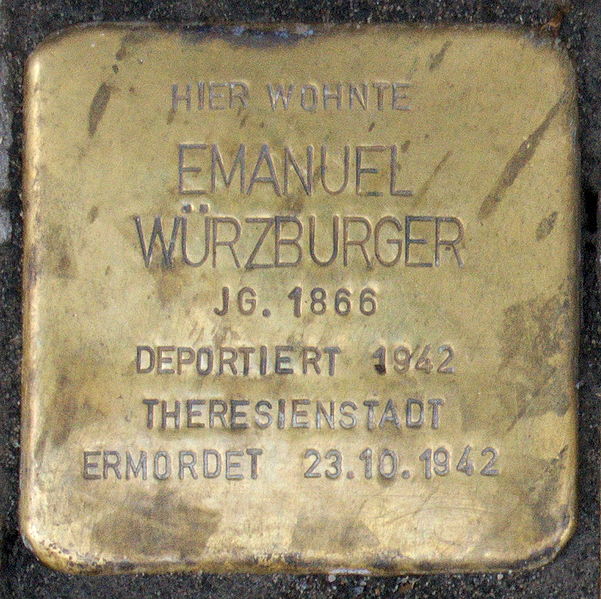 HIER WOHNTE
EMANUEL
WÜRZBURGER
JG. 1866
DEPORTIERT 1942
THERESIENSTADT
ERMORDET 23.10.1942